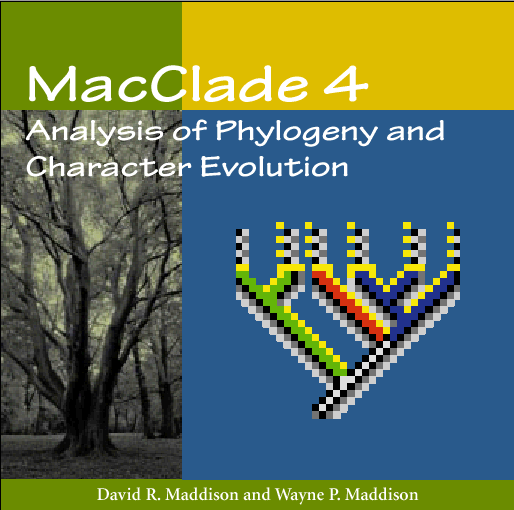 MacClade 4
Analysis of Phylogeny and
Character Evolution
David R. Maddison and Wayne P. Maddison